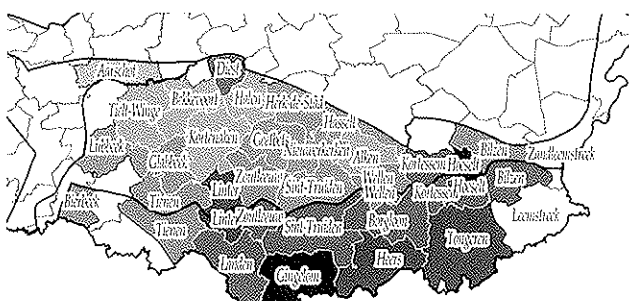 Aarschot
Diest
Tielt-Winge
Bekkevoort
Halen
Herk-de-Stad
Hasselt
Lubbeek
Kortenaken
Geetbets
Nieuwerkerken
Glabbeek
Alken
Kortessem
Hasselt
Bilzen
Zandleemstreek
Linter
Zoutleeuw
Sint-Truiden
Wellen
Wellen
Kortessem
Hasselt
Bilzen
Bierbeek
Tienen
Tienen
Linter
Zoutleeuw
Sint-Truiden
Borgloon
Leemstreek
Tongeren
Landen
Gingelom
Heers